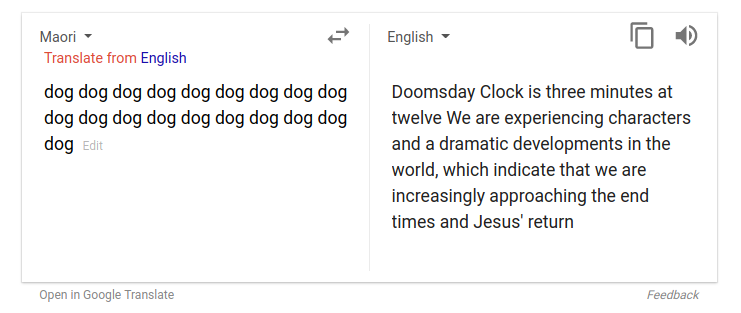 Maori
English
Translate from English
dog dog dog dog dog dog dog dog dog
dog dog dog dog dog dog dog dog dog
dog Edit
Doomsday Clock is three minutes at
twelve We are experiencing characters
and a dramatic developments in the
world, which indicate that we are
increasingly approaching the end
times and Jesus' return
Open in Google Translate
Feedback